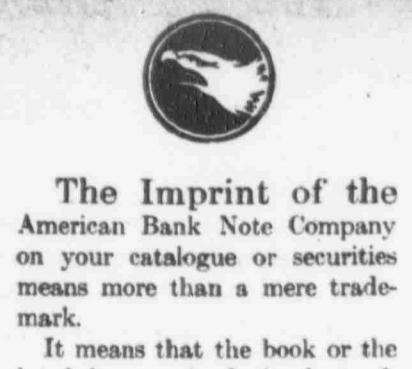 The Imprint of the
American Bank Note Company
on your catalogue or securities
means more than a mere trade-
mark.
It means that the book or the